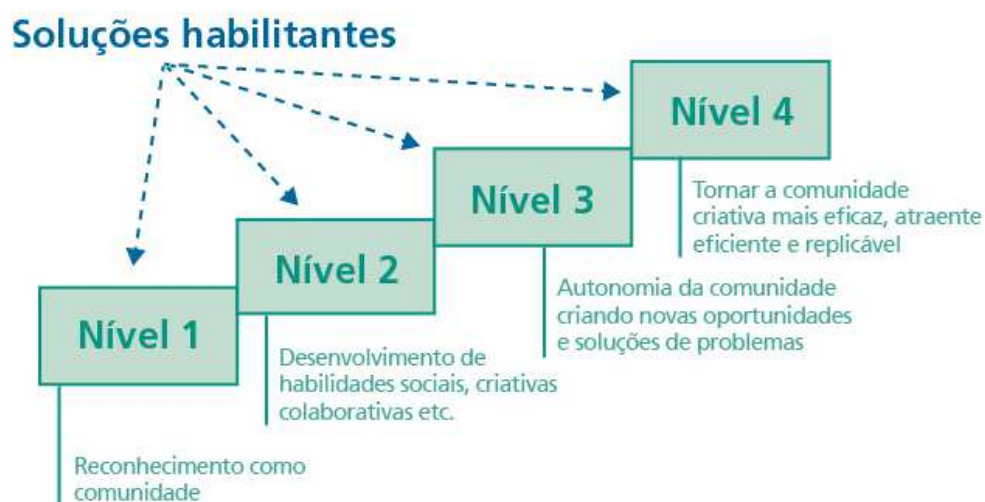 Soluções habilitantes
Nível 4
Tornar a comunidade
criativa mais eficaz, atraente
eficiente e replicável
Nível 3
Autonomia da comunidade
criando novas oportunidades
e soluções de problemas
Nível 2
Desenvolvimento de
habilidades sociais, criativas
colaborativas etc.
Nível 1
Reconhecimento como
comunidade